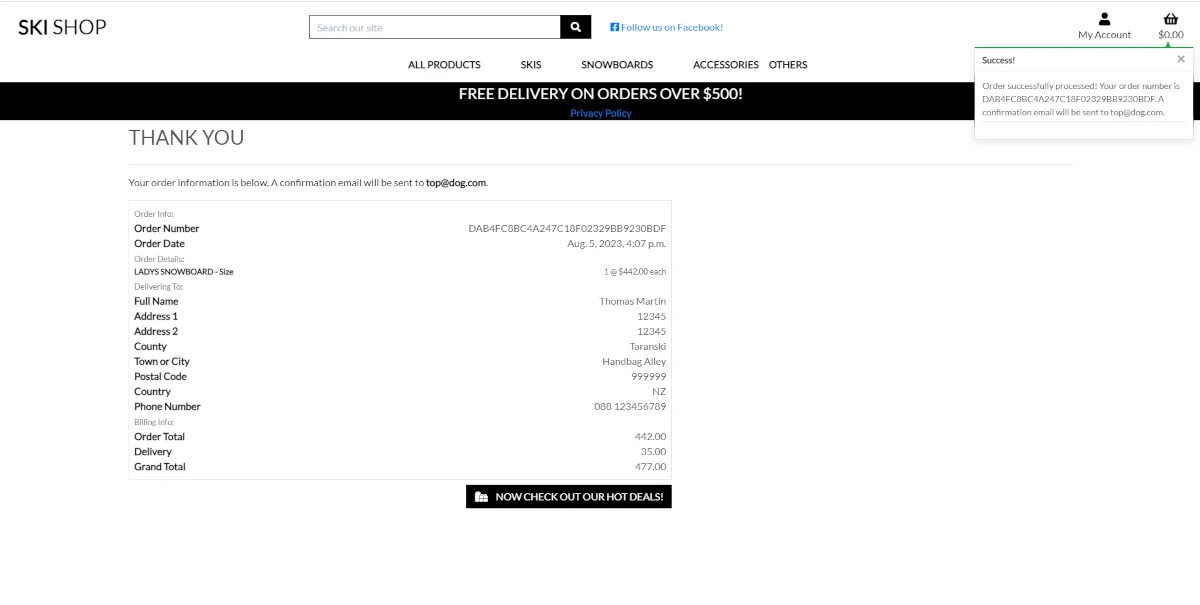 SKI SHOP
Search our site
Follow us on Facebook!
My Account
$0.00
ALL PRODUCTS SKIS SNOWBOARDS ACCESSORIES OTHERS
Success!
Order successfully processed! Your order number is
DAB4FC8BC4A247C18F02329BB9230BDF. A
confirmation email will be sent to top@dog.com.
FREE DELIVERY ON ORDERS OVER $500!
Privacy Policy
THANK YOU
Your order information is below. A confirmation email will be sent to top@dog.com.
Order Info:
Order Number DAB4FC8BC4A247C18F02329BB9230BDF
Order Date Aug. 5, 2023, 4:07 p.m.
Order Details:
LADYS SNOWBOARD - Size 1 @ $442.00 each
Delivering To:
Full Name Thomas Martin
Address 1 12345
Address 2 12345
County Taranski
Town or City Handbag Alley
Postal Code 999999
Country NZ
Phone Number 088 123456789
Billing Info:
Order Total 442.00
Delivery 35.00
Grand Total 477.00
NOW CHECK OUT OUR HOT DEALS!